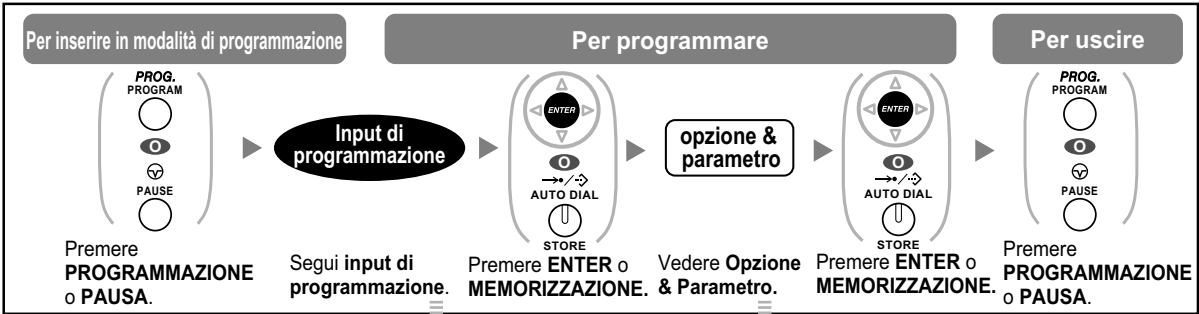 Per inserire in modalità di programmazione
Per programmare
Per uscire
PROG.
PROGRAM
O
PAUSE
Premere
PROGRAMMAZIONE
o PAUSA.
Input di
programmazione
Segui input di
programmazione.
ENTER
O
AUTO DIAL
STORE
Premere ENTER o
MEMORIZZAZIONE.
opzione &
parametro
Vedere Opzione
& Parametro.
ENTER
O
AUTO DIAL
STORE
Premere ENTER o
MEMORIZZAZIONE.
PROG.
PROGRAM
O
PAUSE
Premere
PROGRAMMAZIONE
o PAUSA.